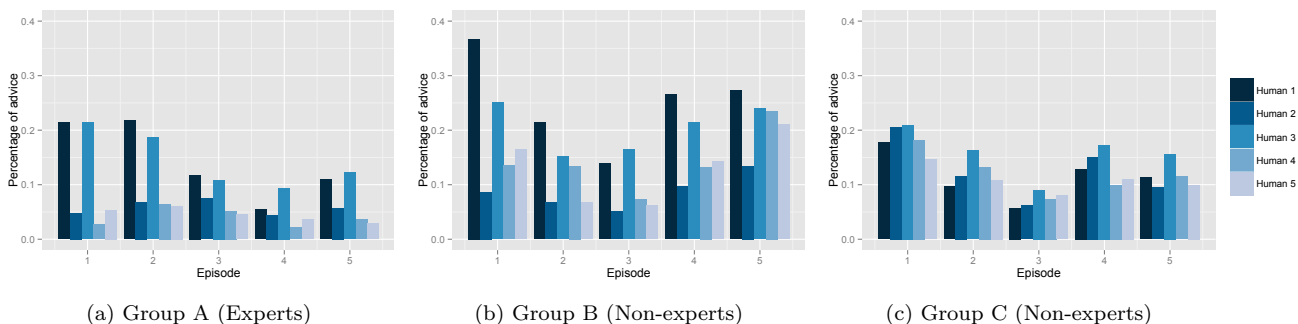 0.4
0.3
0.2
0.1
0.0
Percentage of advice
1 2 3 4 5
Episode
(a) Group A (Experts)
0.4
0.3
0.2
0.1
0.0
Percentage of advice
1 2 3 4 5
Episode
(b) Group B (Non-experts)
0.4
0.3
0.2
0.1
0.0
Percentage of advice
1 2 3 4 5
Episode
(c) Group C (Non-experts)
Human 1
Human 2
Human 3
Human 4
Human 5